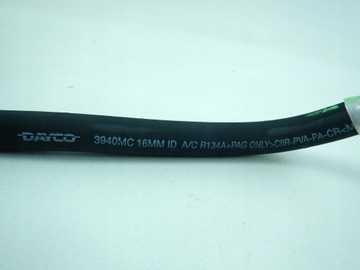 DAYCO 3940MC 16MM ID A/C R134A+PAG ONLY>CIIR-PVA-PA-CR<